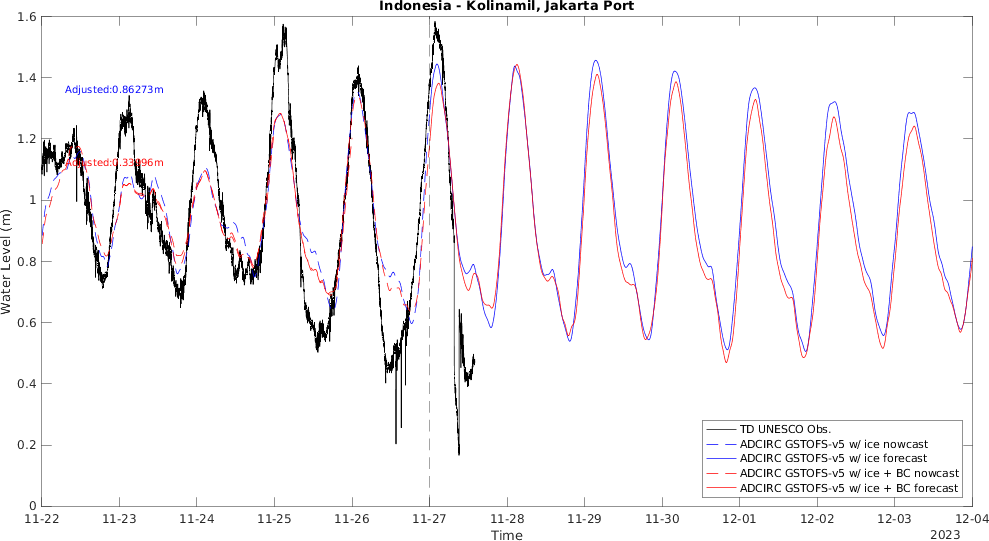 Indonesia - Kolinamil, Jakarta Port
1.6
1.4
1.2
1
0.8
0.6
0.4
0.2
0
Water Level (m)
Adjusted:0.86273m
Adjusted:0.33896m
TD UNESCO Obs.
ADCIRC GSTOFS-v5 w/ ice nowcast
ADCIRC GSTOFS-v5 w/ ice forecast
ADCIRC GSTOFS-v5 w/ ice + BC nowcast
ADCIRC GSTOFS-v5 w/ ice + BC forecast
11-22 11-23 11-24 11-25 11-26 11-27 11-28 11-29 11-30 12-01 12-02 12-03 12-04
Time
2023